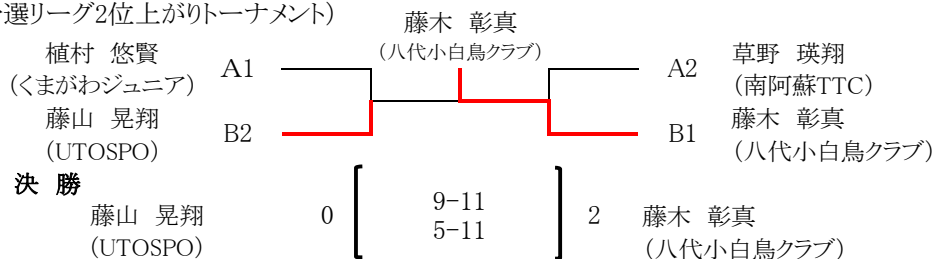 選リーグ2位上がりトーナメント)
藤木 彰真
(八代小白鳥クラブ)
植村 悠賢
(くまがわジュニア)
A1
A2
草野 瑛翔
(南阿蘇TTC)
藤山 晃翔
(UTOSPO)
B2
B1
藤木 彰真
(八代小白鳥クラブ)
決 勝
藤山 晃翔
(UTOSPO)
0
9-11
5-11
2
藤木 彰真
(八代小白鳥クラブ)